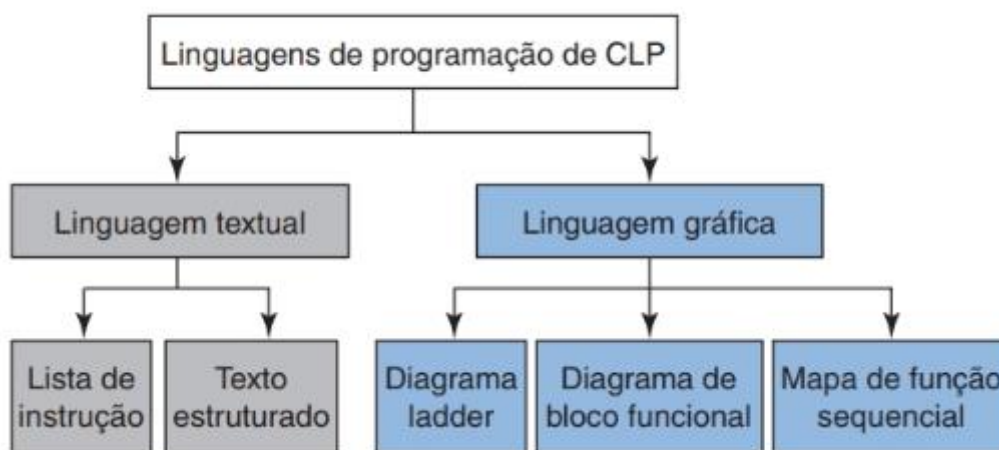 Linguagens de programação de CLP
Linguagem textual
Linguagem gráfica
Lista de
instrução
Texto
estruturado
Diagrama
ladder
Diagrama de
bloco funcional
Mapa de função
sequencial